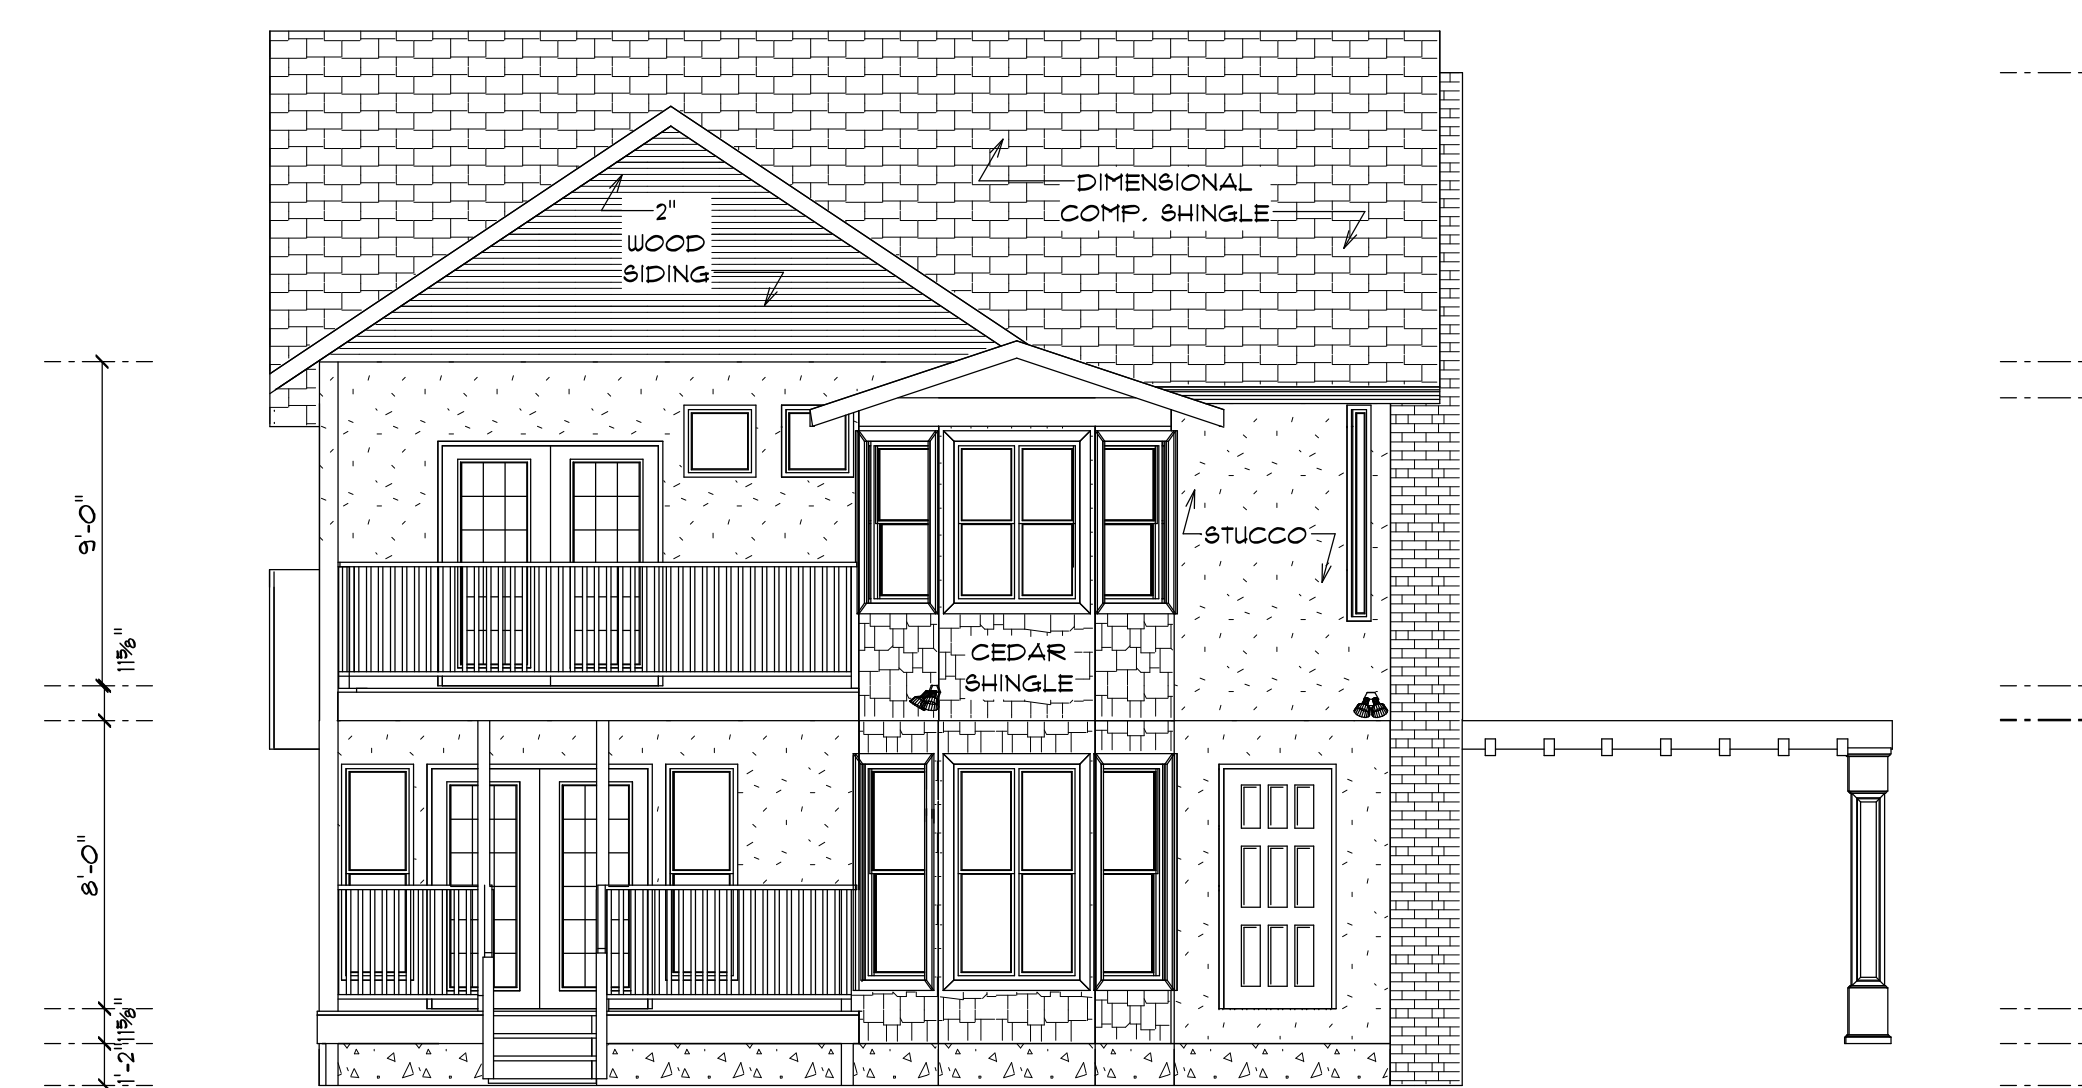 DIMENSIONAL
COMP. SHINGLE
2"
WOOD
SIDING
STUCCO
CEDAR
SHINGLE
9'-0"
11⅝"
8'-0"
11⅝"
1'-2"